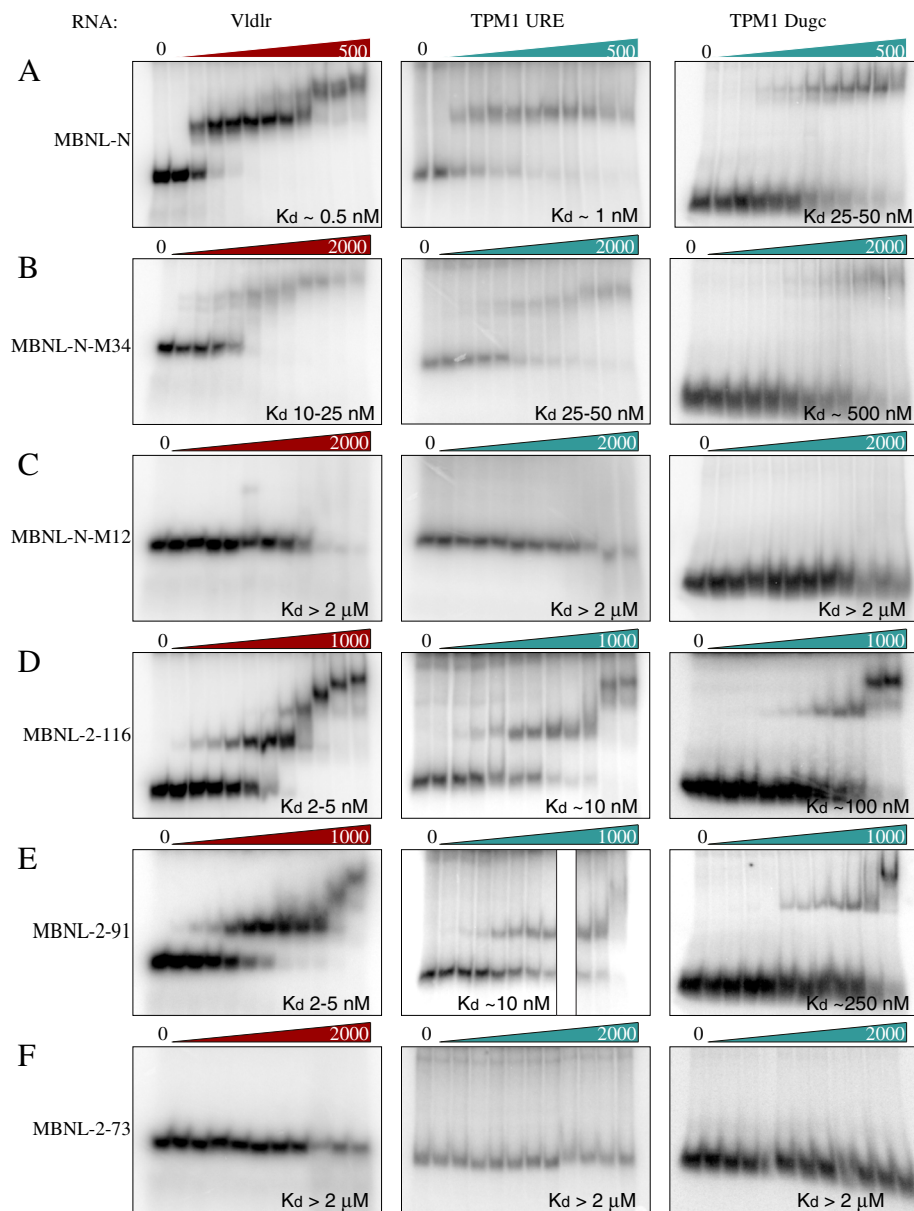 RNA: Vldlr TPM1 URE TPM1 Dugc
A
0 500 0 500 0 500
MBNL-N
Kd ~ 0.5 nM Kd ~ 1 nM Kd 25-50 nM
B
0 2000 0 2000 0 2000
MBNL-N-M34
Kd 10-25 nM Kd 25-50 nM Kd ~ 500 nM
C
0 2000 0 2000 0 2000
MBNL-N-M12
Kd > 2 µM Kd > 2 µM Kd > 2 µM
D
0 1000 0 1000 0 1000
MBNL-2-116
Kd 2-5 nM Kd ~10 nM Kd ~100 nM
E
0 1000 0 1000 0 1000
MBNL-2-91
Kd 2-5 nM Kd ~10 nM Kd ~250 nM
F
0 2000 0 2000 0 2000
MBNL-2-73
Kd > 2 µM Kd > 2 µM Kd > 2 µM